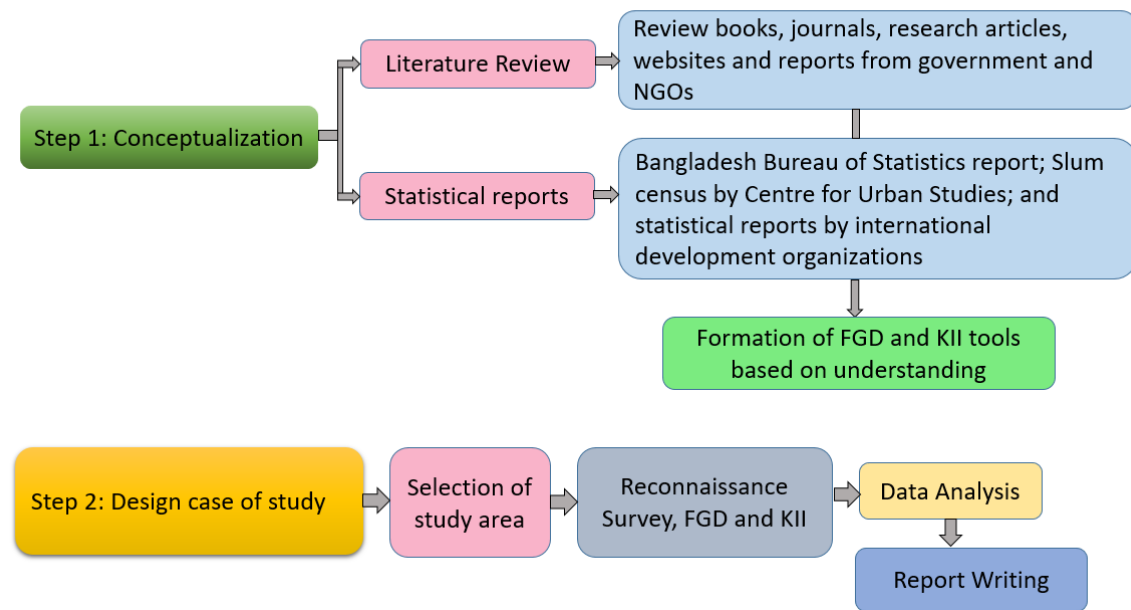 Step 1: Conceptualization
Literature Review
Review books, journals, research articles,
websites and reports from government and
NGOs
Statistical reports
Bangladesh Bureau of Statistics report; Slum
census by Centre for Urban Studies; and
statistical reports by international
development organizations
Formation of FGD and KII tools
based on understanding
Step 2: Design case of study
Selection of
study area
Reconnaissance
Survey, FGD and KII
Data Analysis
Report Writing